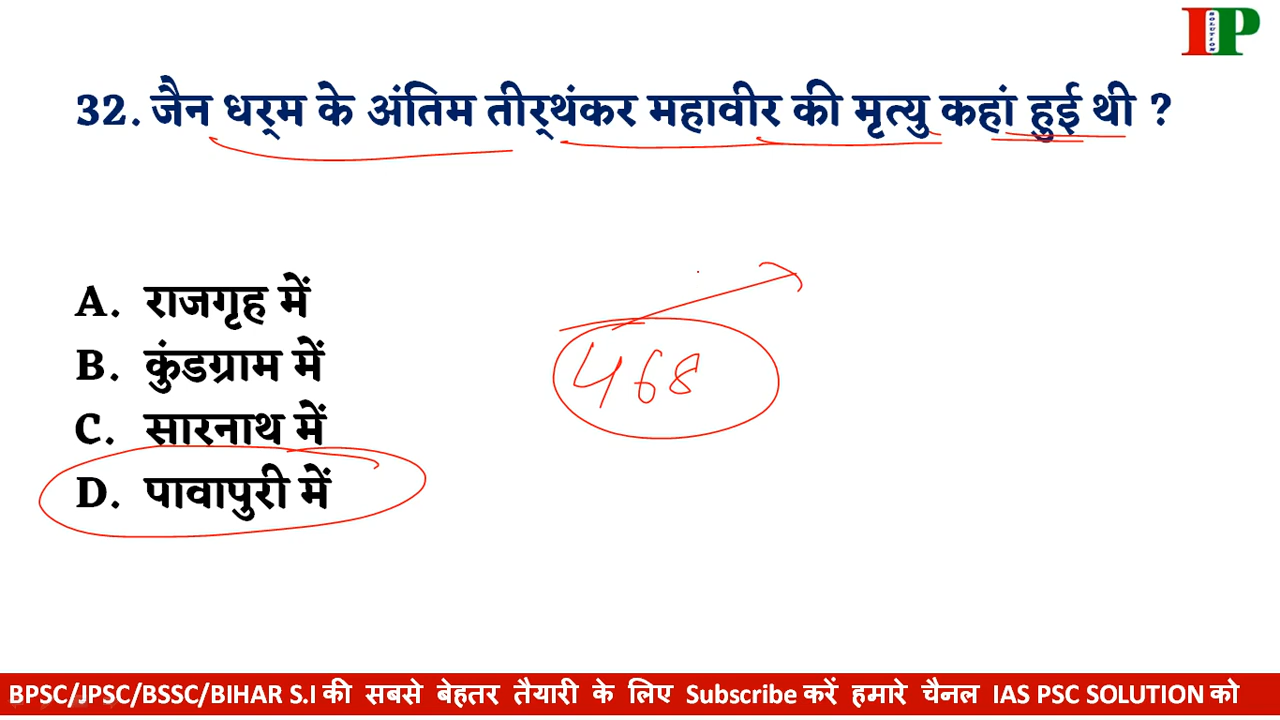 IP
SOLUTION
32. जैन धर्म के अंतिम तीर्थंकर महावीर की मृत्यु कहां हुई थी ?
A. राजगृह में
B. कुंडग्राम में
C. सारनाथ में
D. पावापुरी में
468
BPSC/JPSC/BSSC/BIHAR S.I की सबसे बेहतर तैयारी के लिए Subscribe करें हमारे चैनल IAS PSC SOLUTION को